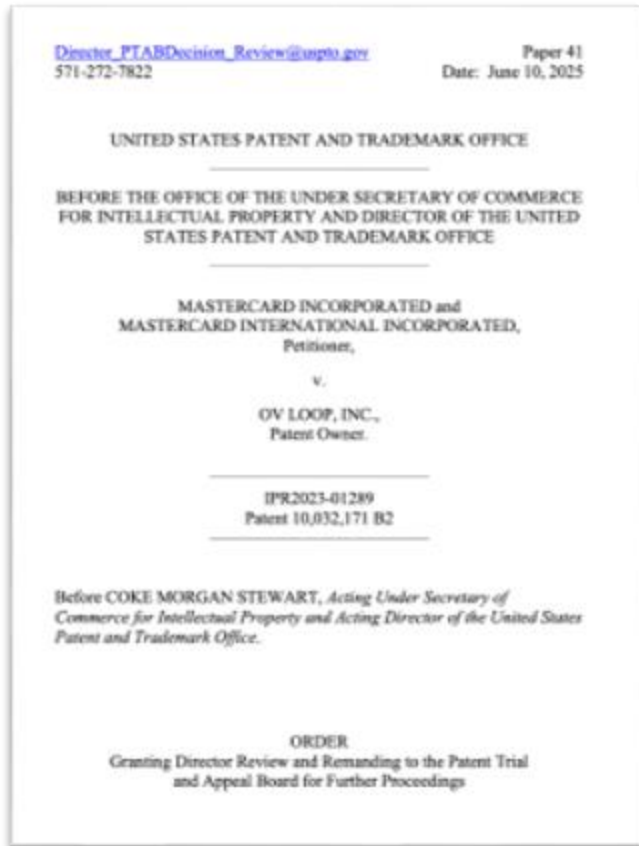 Director_PTABDecision_Review@uspto.gov Paper 41
571-272-7822 Date: June 10, 2025
UNITED STATES PATENT AND TRADEMARK OFFICE
BEFORE THE OFFICE OF THE UNDER SECRETARY OF COMMERCE
FOR INTELLECTUAL PROPERTY AND DIRECTOR OF THE UNITED
STATES PATENT AND TRADEMARK OFFICE
MASTERCARD INCORPORATED and
MASTERCARD INTERNATIONAL INCORPORATED,
Petitioner,
v.
OV LOOP, INC.,
Patent Owner.
IPR2023-01289
Patent 10,032,171 B2
Before COKE MORGAN STEWART, Acting Under Secretary of
Commerce for Intellectual Property and Acting Director of the United States
Patent and Trademark Office.
ORDER
Granting Director Review and Remanding to the Patent Trial
and Appeal Board for Further Proceedings